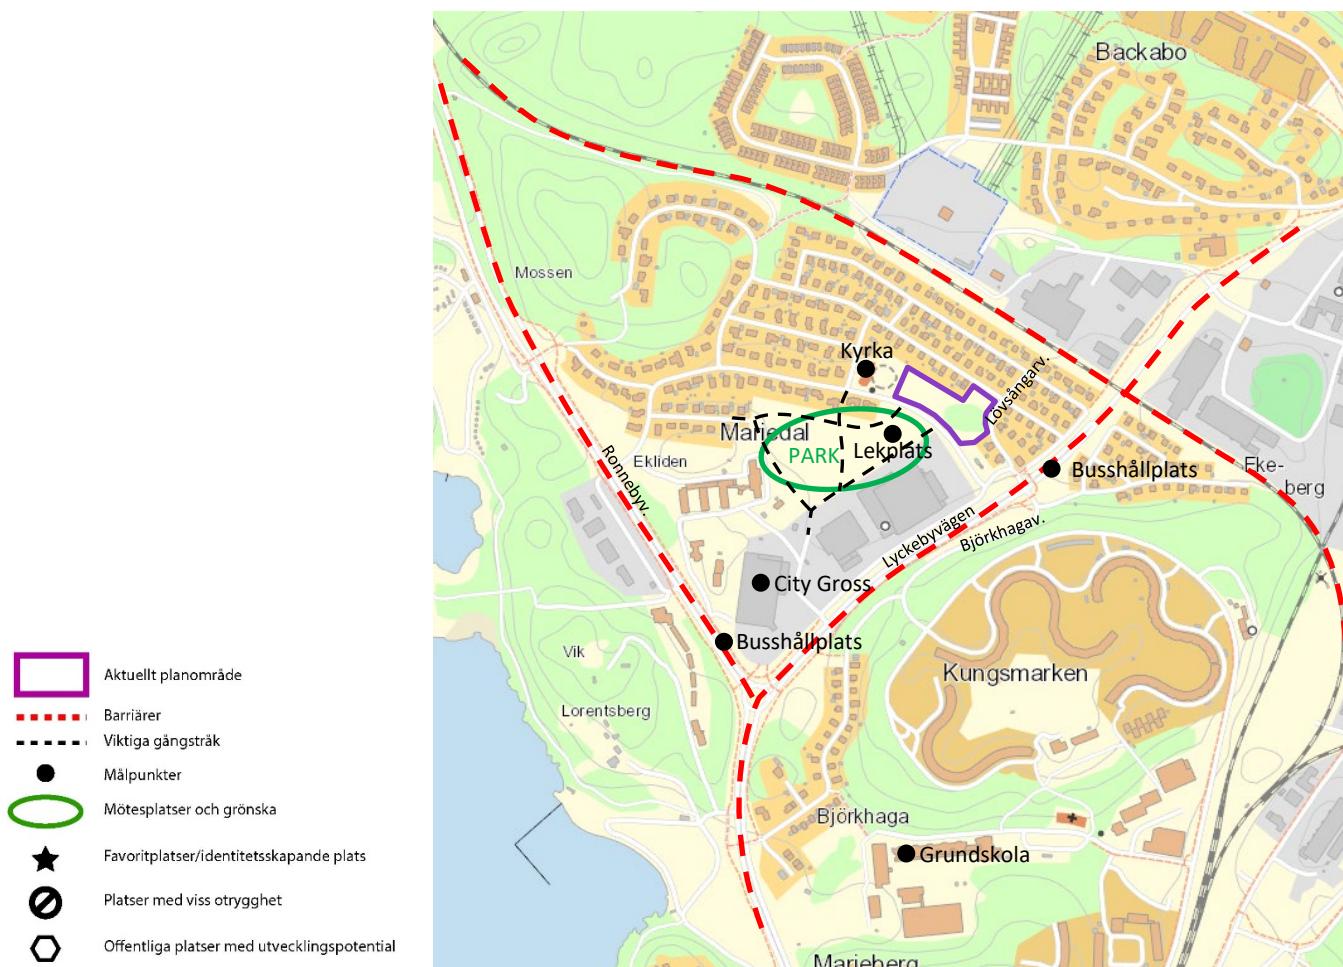 Backabo
Mossen
Kyrka
Lövsångarv.
Mariedal
Lekplats
PARK
Ekliden
Ronnebyv.
Busshållplats
Eke-
berg
Lyckebyvägen
Björkhagav.
City Gross
Busshållplats
Vik
Kungsmarken
Lorentsberg
Björkhaga
Grundskola
Marieberg
Aktuellt planområde
Barriärer
Viktiga gångstråk
Målpunkter
Mötesplatser och grönska
Favoritplatser/identitetsskapande plats
Platser med viss otrygghet
Offentliga platser med utvecklingspotential